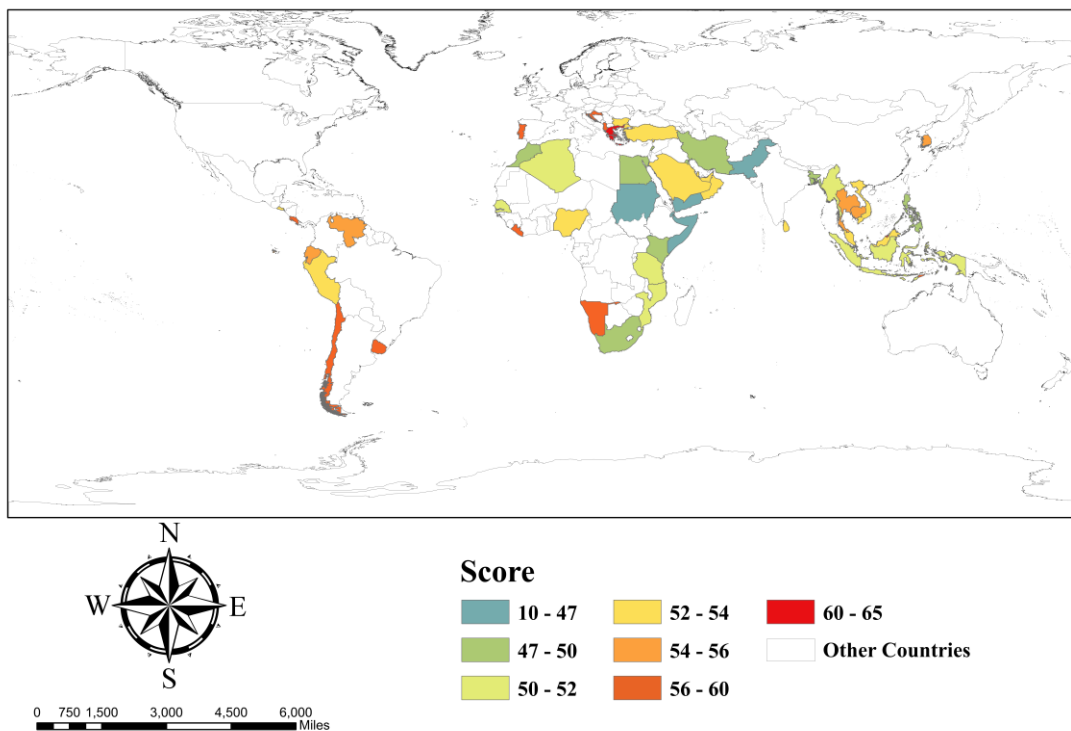 N
W
E
S
0 750 1,500 3,000 4,500 6,000
Miles
Score
10 - 47
47 - 50
50 - 52
52 - 54
54 - 56
56 - 60
60 - 65
Other Countries